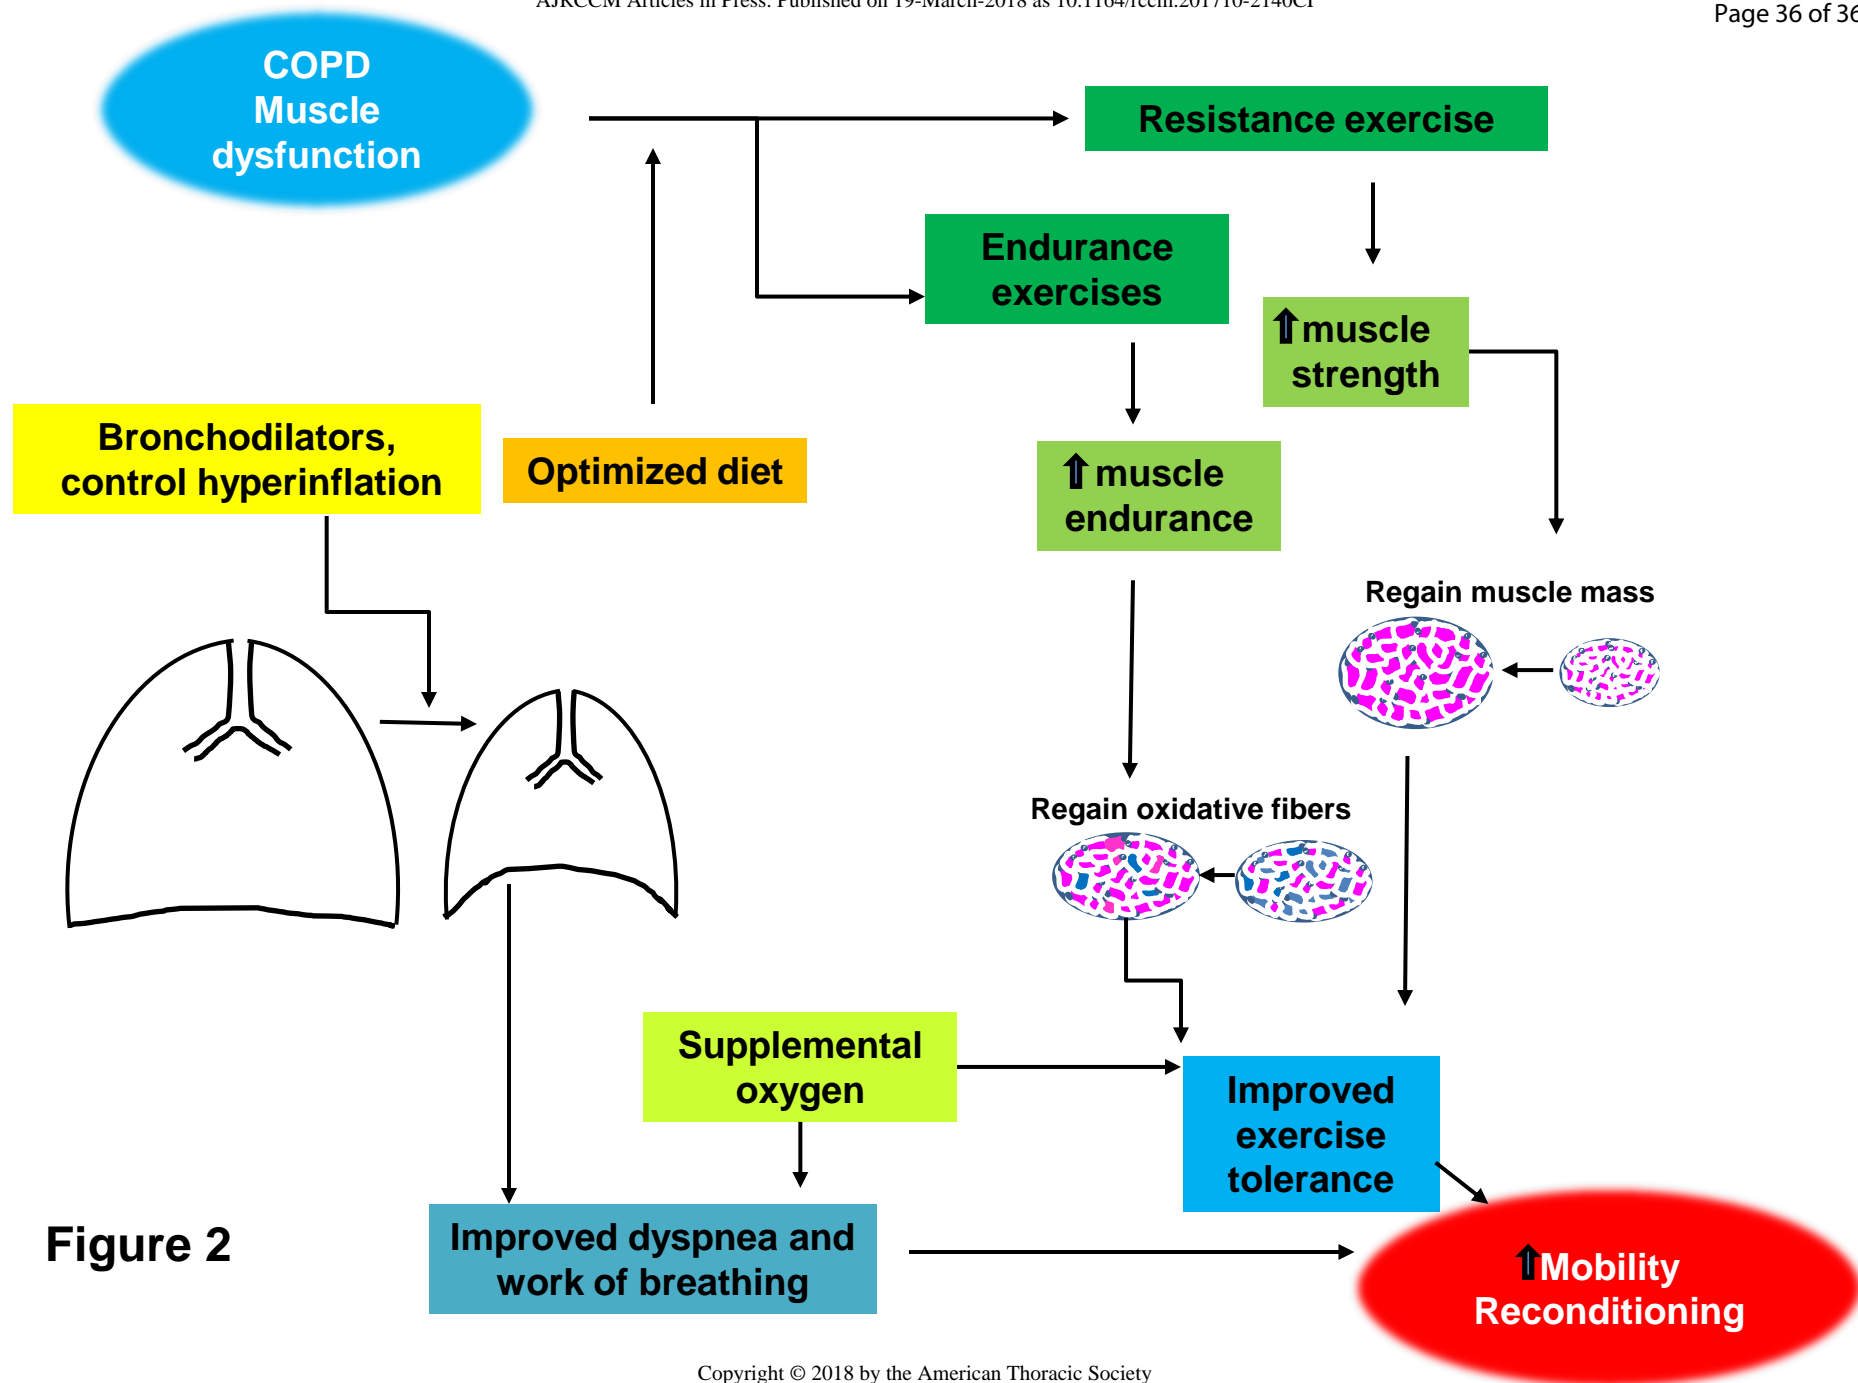 AJRCCM Articles in Press. Published on 19-March-2018 as 10.1164/rccm.201710-2140CI
Page 36 of 36
COPD
Muscle
dysfunction
Resistance exercise
Endurance
exercises
⇑muscle
strength
Bronchodilators,
control hyperinflation
Optimized diet
⇑muscle
endurance
Regain muscle mass
Regain oxidative fibers
Supplemental
oxygen
Improved
exercise
tolerance
Figure 2
Improved dyspnea and
work of breathing
⇑Mobility
Reconditioning
Copyright © 2018 by the American Thoracic Society